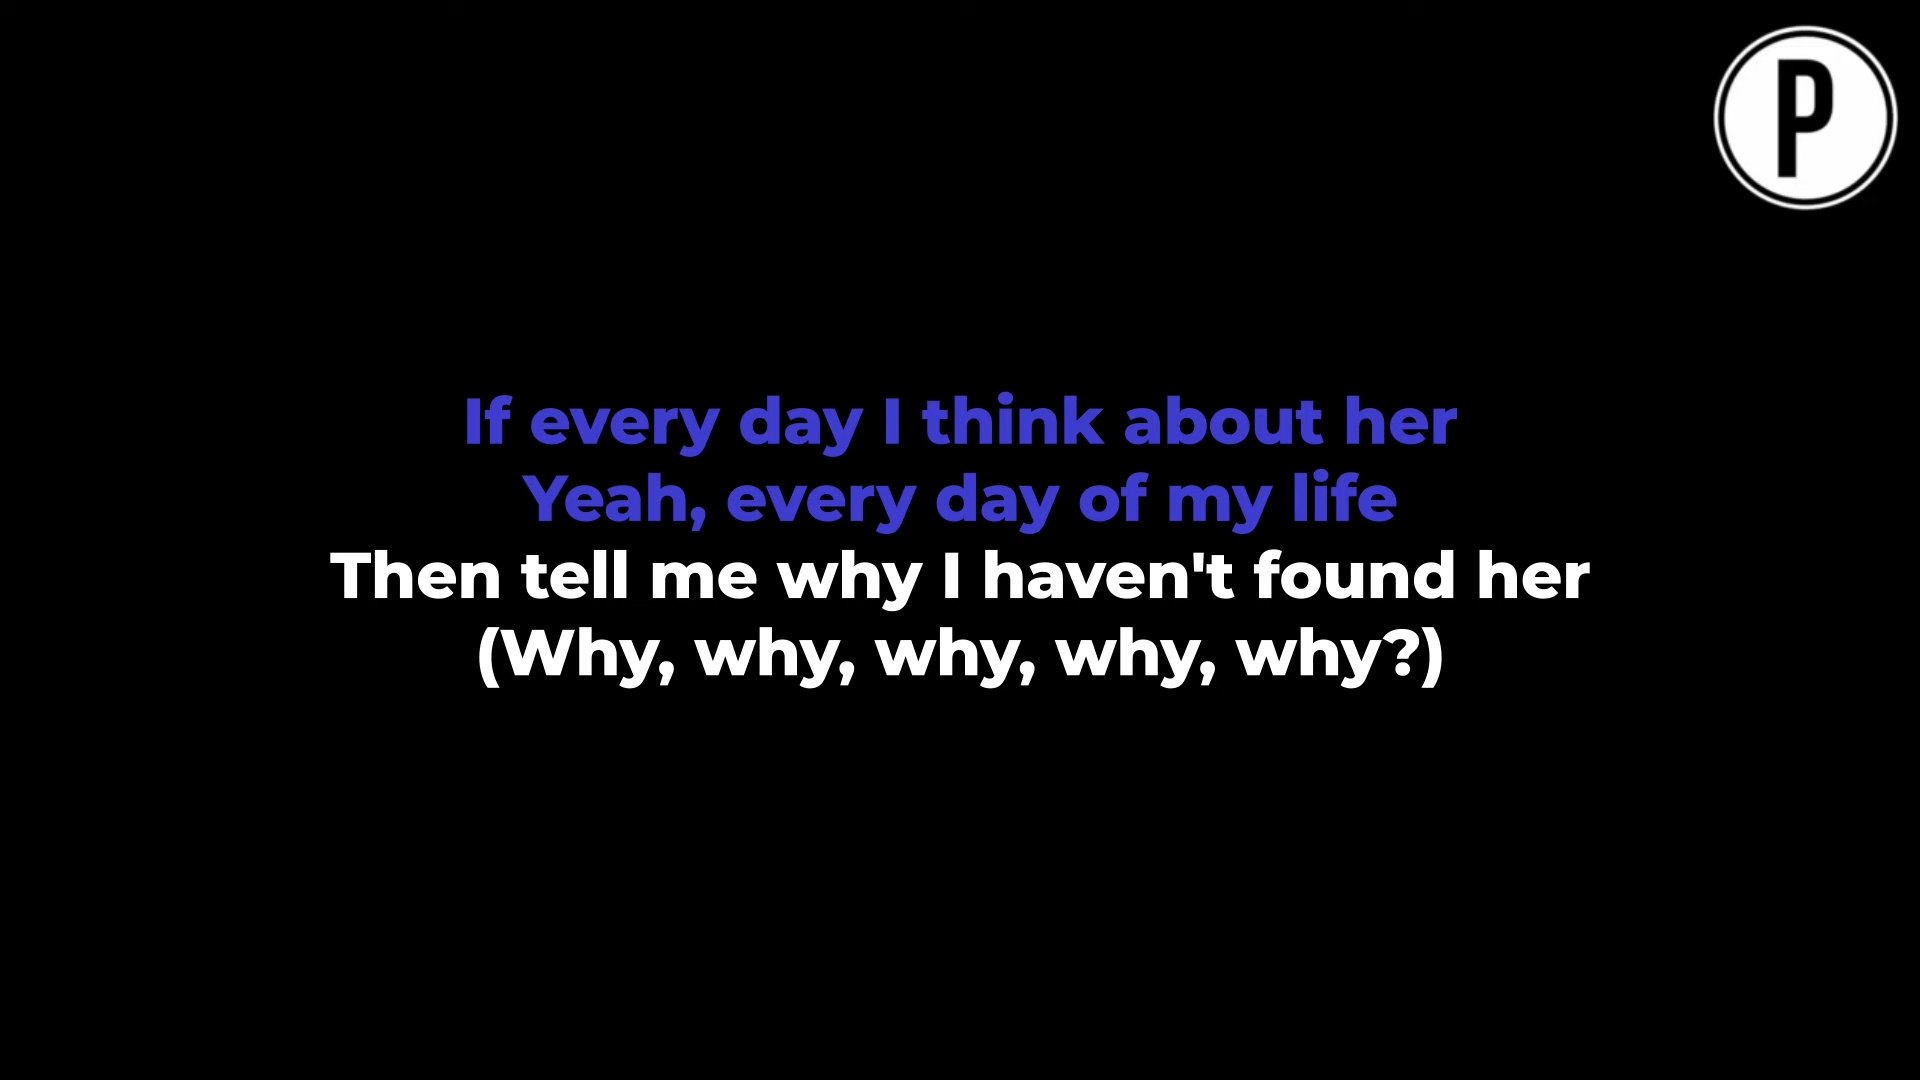 P
If every day I think about her
Yeah, every day of my life
Then tell me why I haven't found her
(Why, why, why, why, why?)